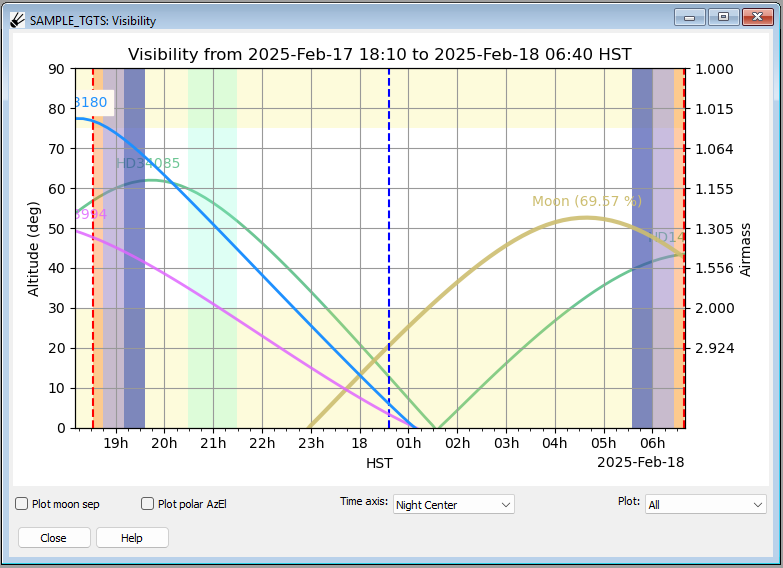 SAMPLE_TGTS: Visibility
Visibility from 2025-Feb-17 18:10 to 2025-Feb-18 06:40 HST
90 1.000
80 3180 1.015
70 HD34085 1.064
60 Moon (69.57 %) 1.155
3994
50 1.305
40 1.556
30 2.000
20 2.924
10
0
Altitude (deg)
Airmass
19h 20h 21h 22h 23h 18 01h 02h 03h 04h 05h 06h
HST
2025-Feb-18
Plot moon sep Plot polar AzEl Time axis: Night Center Plot: All
Close Help